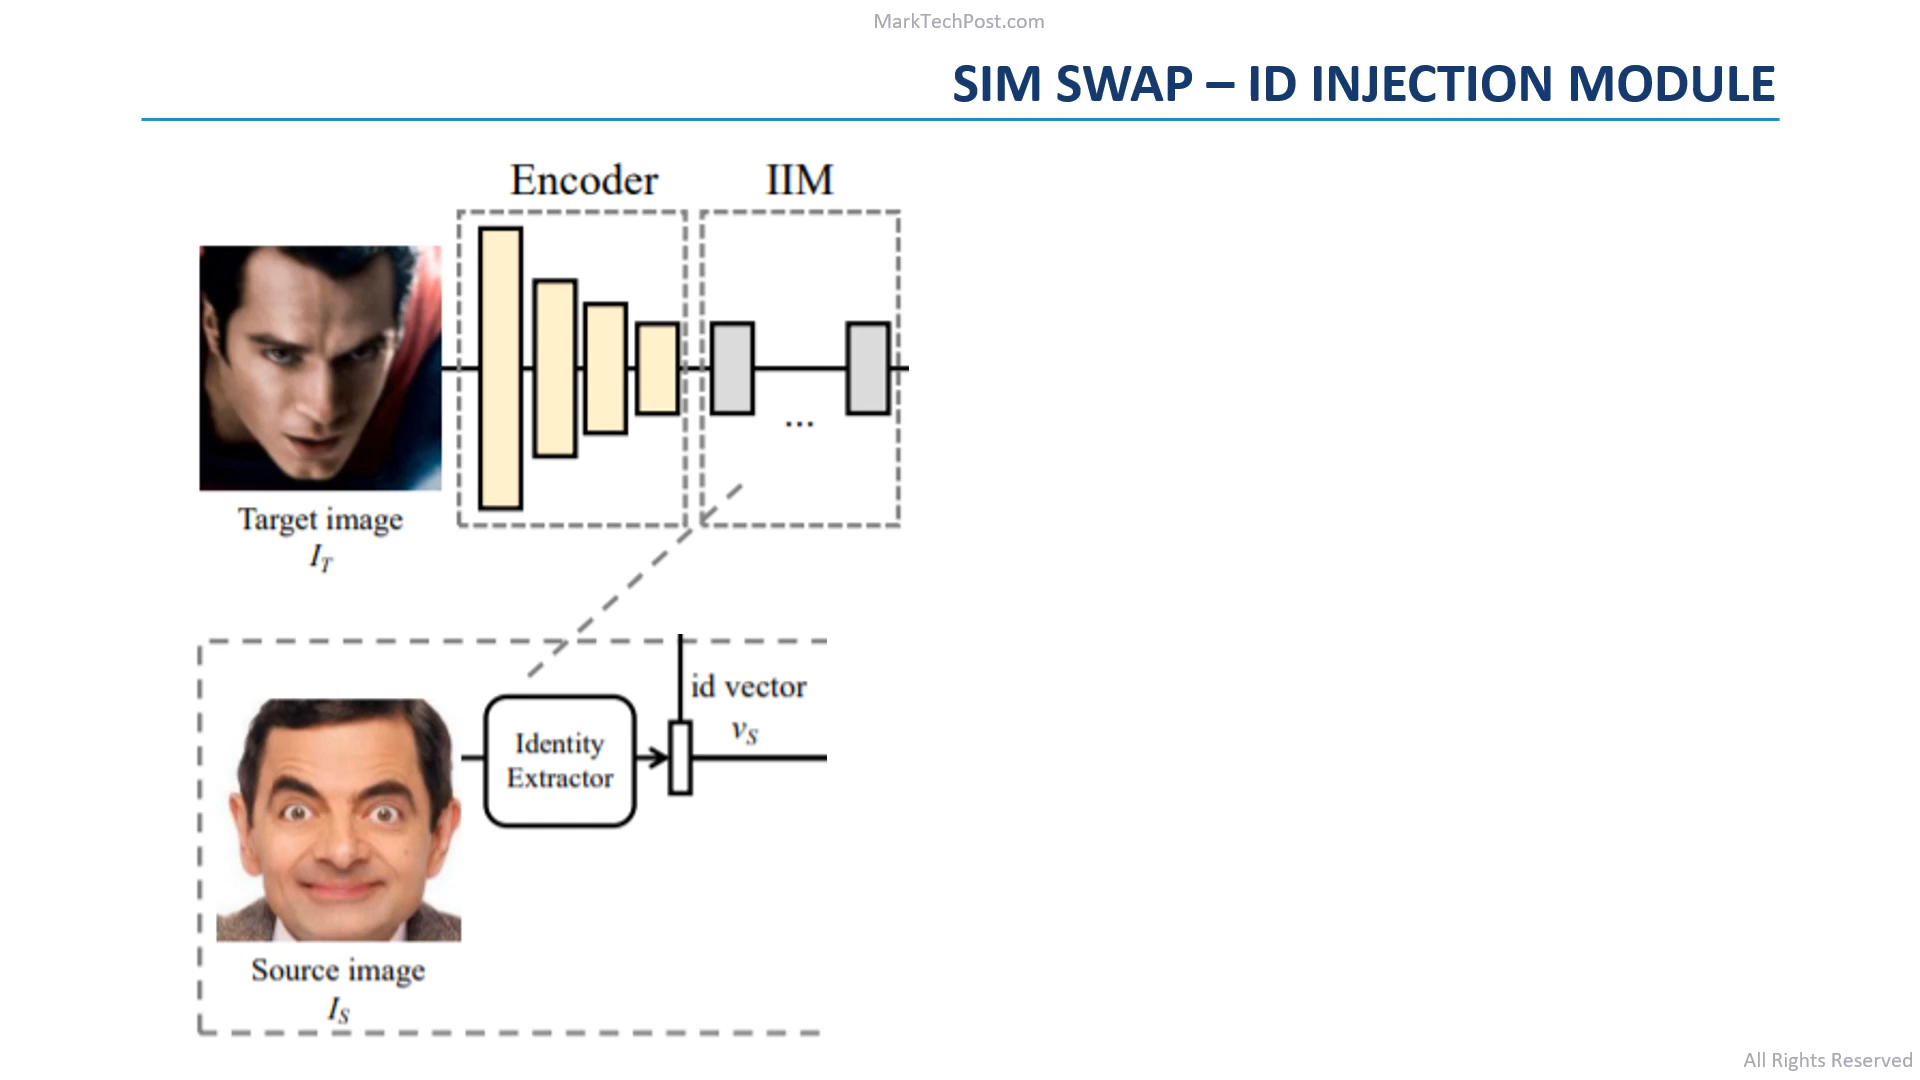 MarkTechPost.com
SIM SWAP – ID INJECTION MODULE
Encoder
IIM
...
Target image
I_T
id vector
v_S
Identity
Extractor
Source image
I_S
All Rights Reserved